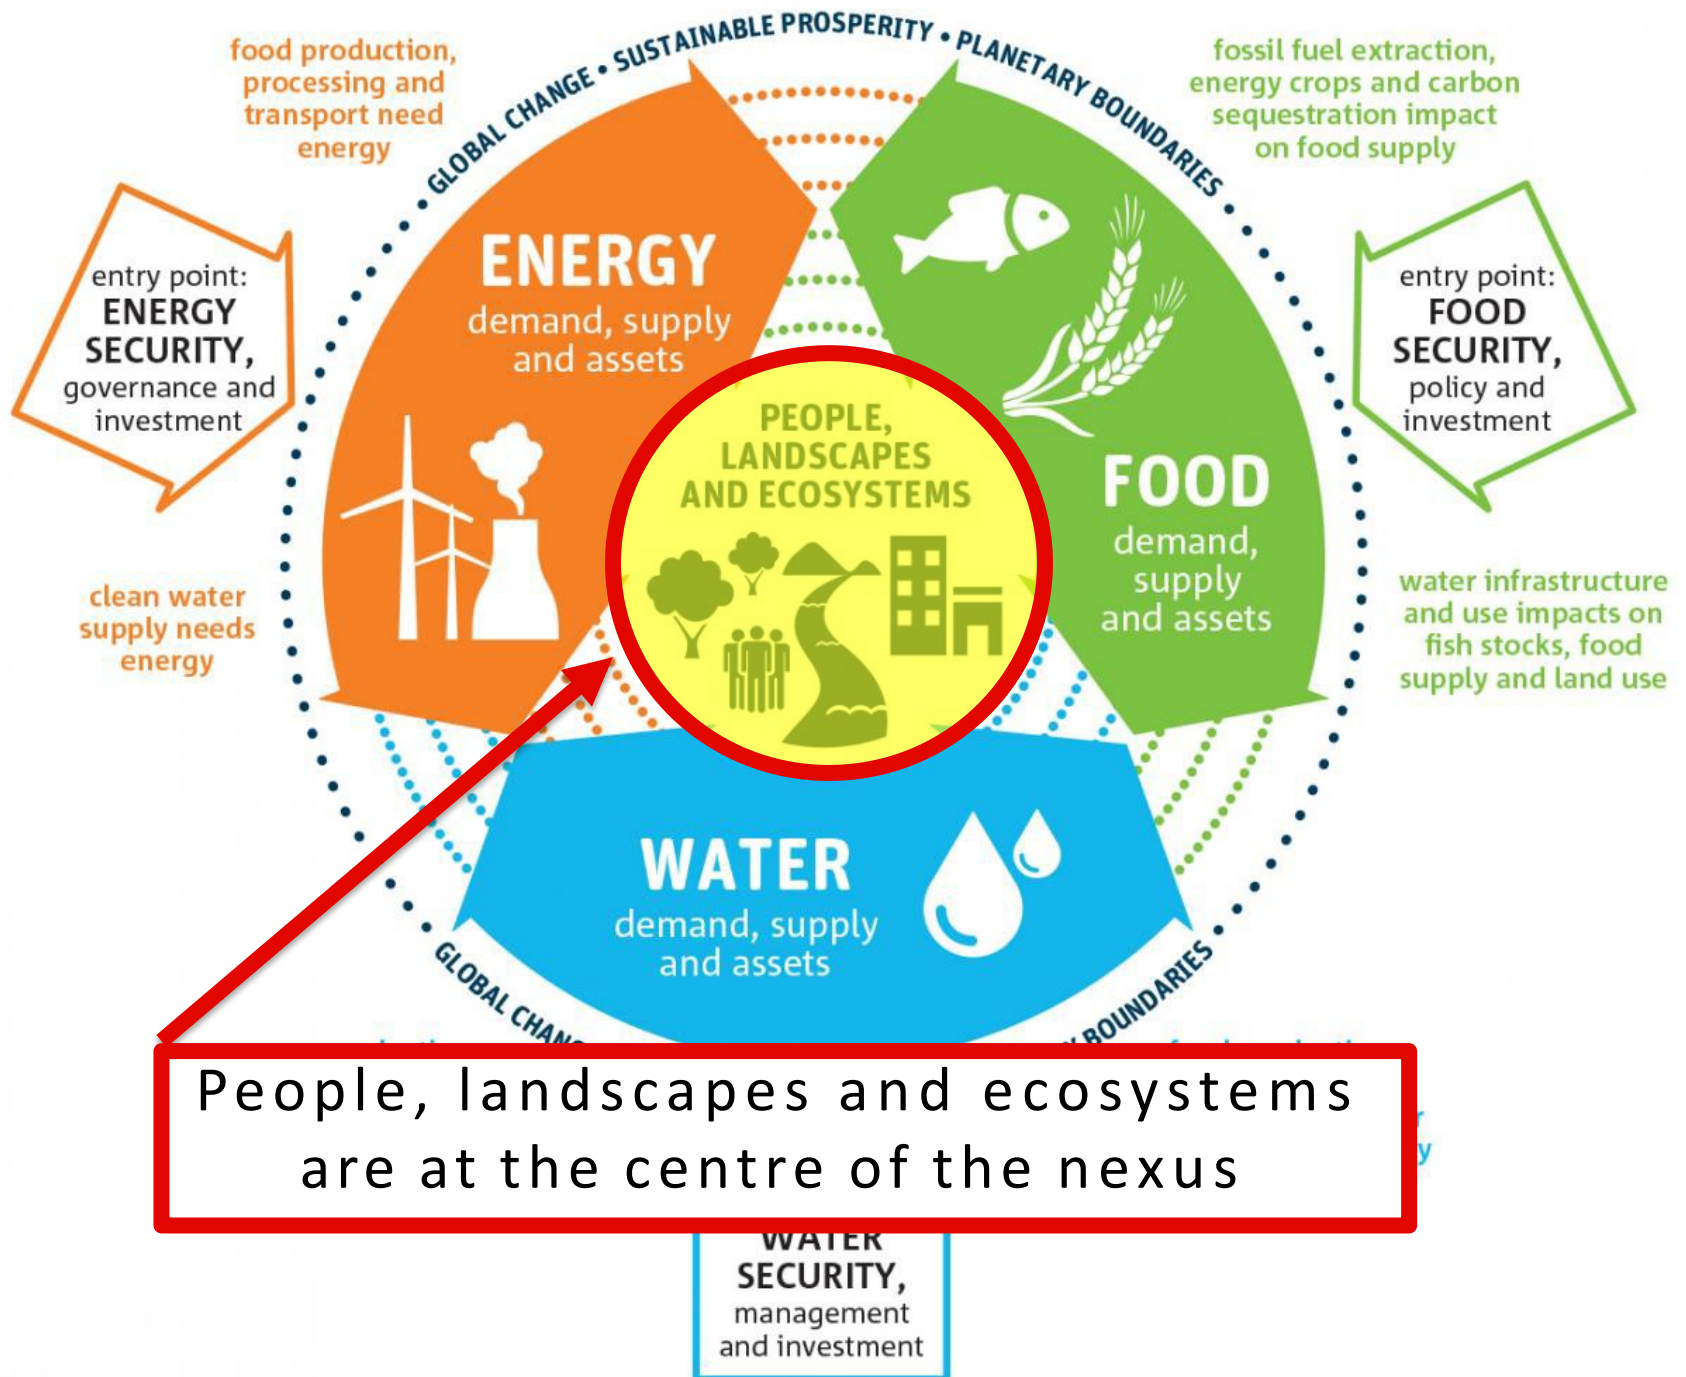 GLOBAL CHANGE • SUSTAINABLE PROSPERITY • PLANETARY BOUNDARIES
food production,
processing and
transport need
energy
fossil fuel extraction,
energy crops and carbon
sequestration impact
on food supply
entry point:
ENERGY
SECURITY,
governance and
investment
ENERGY
demand, supply
and assets
entry point:
FOOD
SECURITY,
policy and
investment
PEOPLE,
LANDSCAPES
AND ECOSYSTEMS
FOOD
demand,
supply
and assets
clean water
supply needs
energy
water infrastructure
and use impacts on
fish stocks, food
supply and land use
WATER
demand, supply
and assets
GLOBAL
BOUNDARIES
People, landscapes and ecosystems
are at the centre of the nexus
WATER
SECURITY,
management
and investment